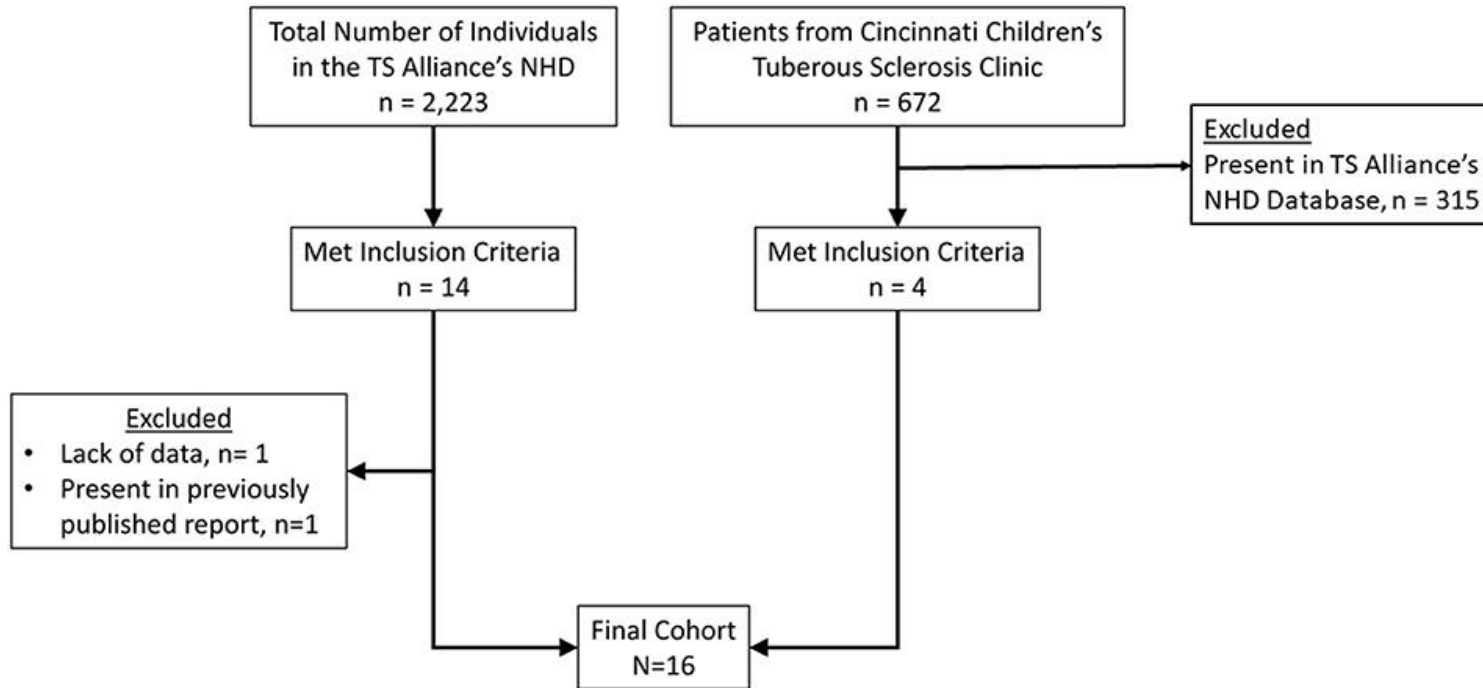 Total Number of Individuals
in the TS Alliance's NHD
n = 2,223
Patients from Cincinnati Children's
Tuberous Sclerosis Clinic
n = 672
Excluded
Present in TS Alliance's
NHD Database, n = 315
Met Inclusion Criteria
n = 14
Met Inclusion Criteria
n = 4
Excluded
• Lack of data, n= 1
• Present in previously
published report, n=1
Final Cohort
N=16